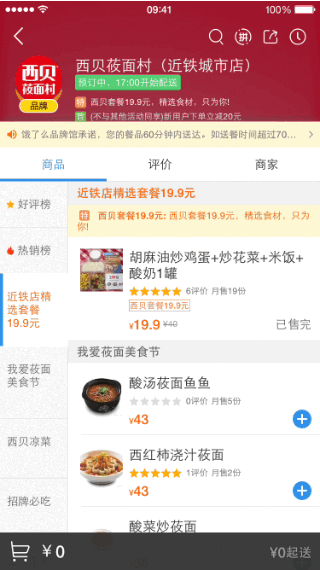 09:41
100%
西贝莜面村（近铁城市店）
拼
西贝
莜面村
品牌
预订中，17:00开始配送
特 西贝套餐19.9元，精选食材，只为你!
首 (不与其他活动同享)新用户下单立减20元
饿了么品牌馆承诺，您的餐品60分钟内送达。如送餐时间超过70...
商品
评价
商家
好评榜
热销榜
近铁店精
选套餐
19.9元
我爱莜面
美食节
西贝凉菜
招牌必吃
近铁店精选套餐19.9元
特 西贝套餐19.9元: 西贝套餐19.9元，精选食材，只为
你!
胡麻油炒鸡蛋+炒花菜+米饭+
酸奶1罐
6评价 月售19份
西贝套餐19.9元
¥19.9 ¥40
已售完
我爱莜面美食节
酸汤莜面鱼鱼
0评价 月售5份
¥43
西红柿浇汁莜面
1评价 月售2份
¥43
酸菜炒莜面
¥0
¥0起送